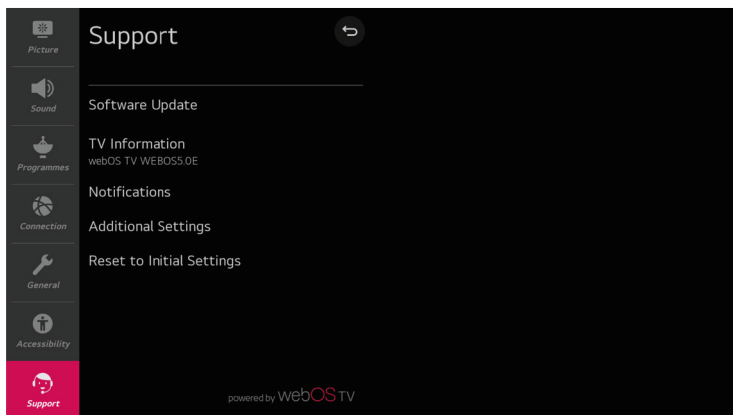 Picture
Sound
Programmes
Connection
General
Accessibility
Support
Support
Software Update
TV Information
webOS TV WEBOS5.0E
Notifications
Additional Settings
Reset to Initial Settings
powered by webOS TV